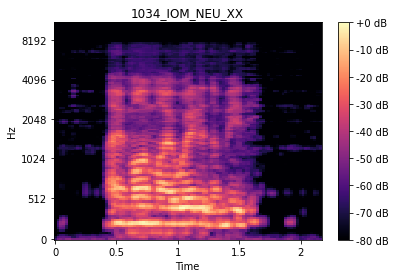 1034_IOM_NEU_XX
8192
4096
2048
1024
512
0
Hz
0
0.5
1
1.5
2
Time
+0 dB
-10 dB
-20 dB
-30 dB
-40 dB
-50 dB
-60 dB
-70 dB
-80 dB